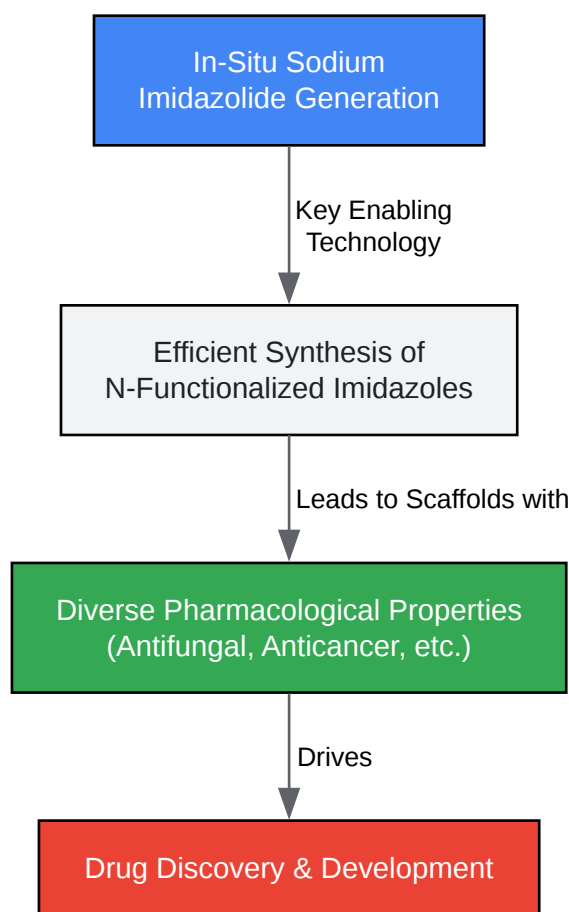 In-Situ Sodium
Imidazolide Generation
Key Enabling
Technology
Efficient Synthesis of
N-Functionalized Imidazoles
Leads to Scaffolds with
Diverse Pharmacological Properties
(Antifungal, Anticancer, etc.)
Drives
Drug Discovery & Development